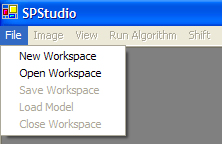 SPStudio
File Image View Run Algorithm Shift
New Workspace
Open Workspace
Save Workspace
Load Model
Close Workspace